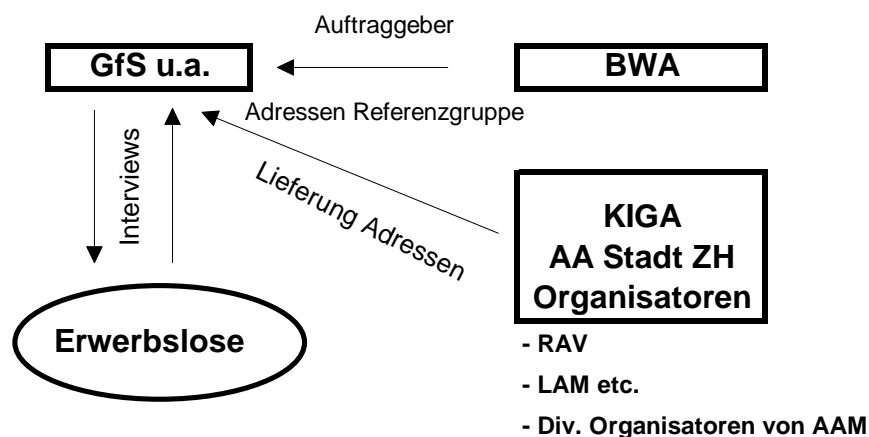 Auftraggeber
GfS u.a.
BWA
Adressen Referenzgruppe
Interviews
Lieferung Adressen
KIGA
AA Stadt ZH
Organisatoren
Erwerbslose
- RAV
- LAM etc.
- Div. Organisatoren von AAM